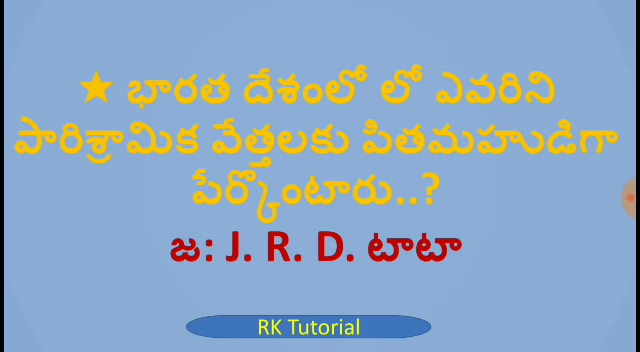 ★ భారత దేశంలో లో ఎవరిని
పారిశ్రామిక వేత్తలకు పితమహుడిగా
పేర్కొంటారు..?
జ: J. R. D. టాటా
RK Tutorial